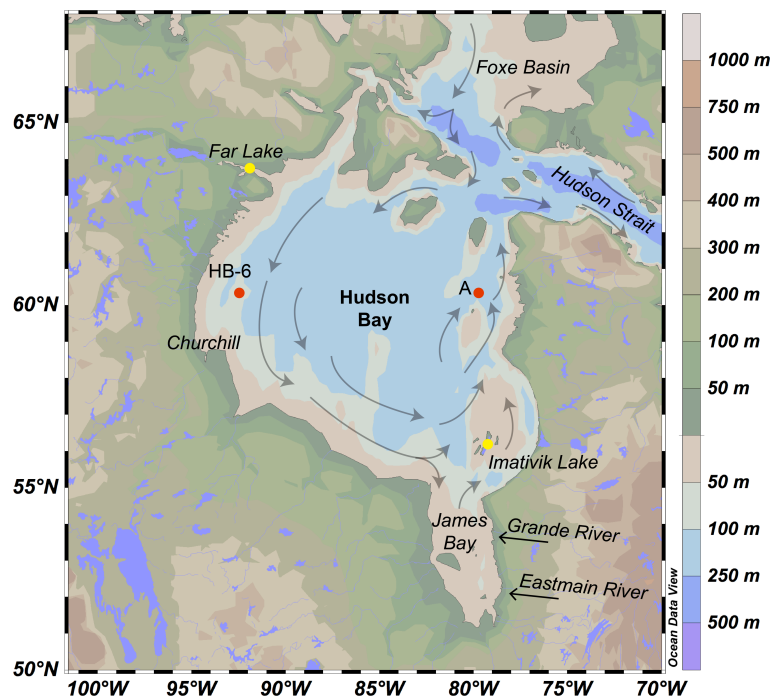 Foxe Basin
1000 m
750 m
65°N
Far Lake
500 m
Hudson Strait
400 m
300 m
HB-6
A
200 m
60°N
Hudson
Bay
Churchill
100 m
50 m
55°N
Imativik Lake
50 m
James
Bay
Grande River
100 m
Eastmain River
250 m
500 m
Ocean Data View
50°N
100°W
95°W
90°W
85°W
80°W
75°W
70°W